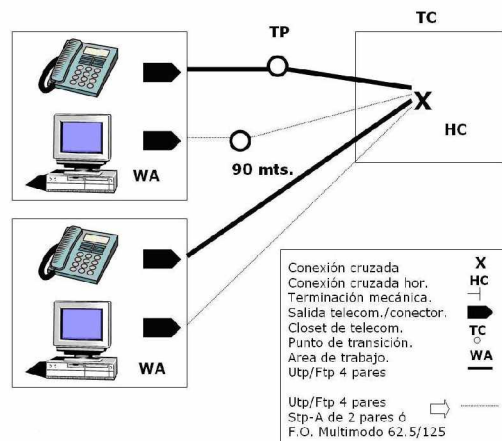 TC
TP
X
HC
90 mts.
WA
WA
Conexión cruzada X
Conexión cruzada hor. HC
Terminación mecánica.
Salida telecom./conector.
Closet de telecom. TC
Punto de transición.
Area de trabajo. WA
Utp/Ftp 4 pares
Utp/Ftp 4 pares
Stp-A de 2 pares ó
F.O. Multimodo 62.5/125